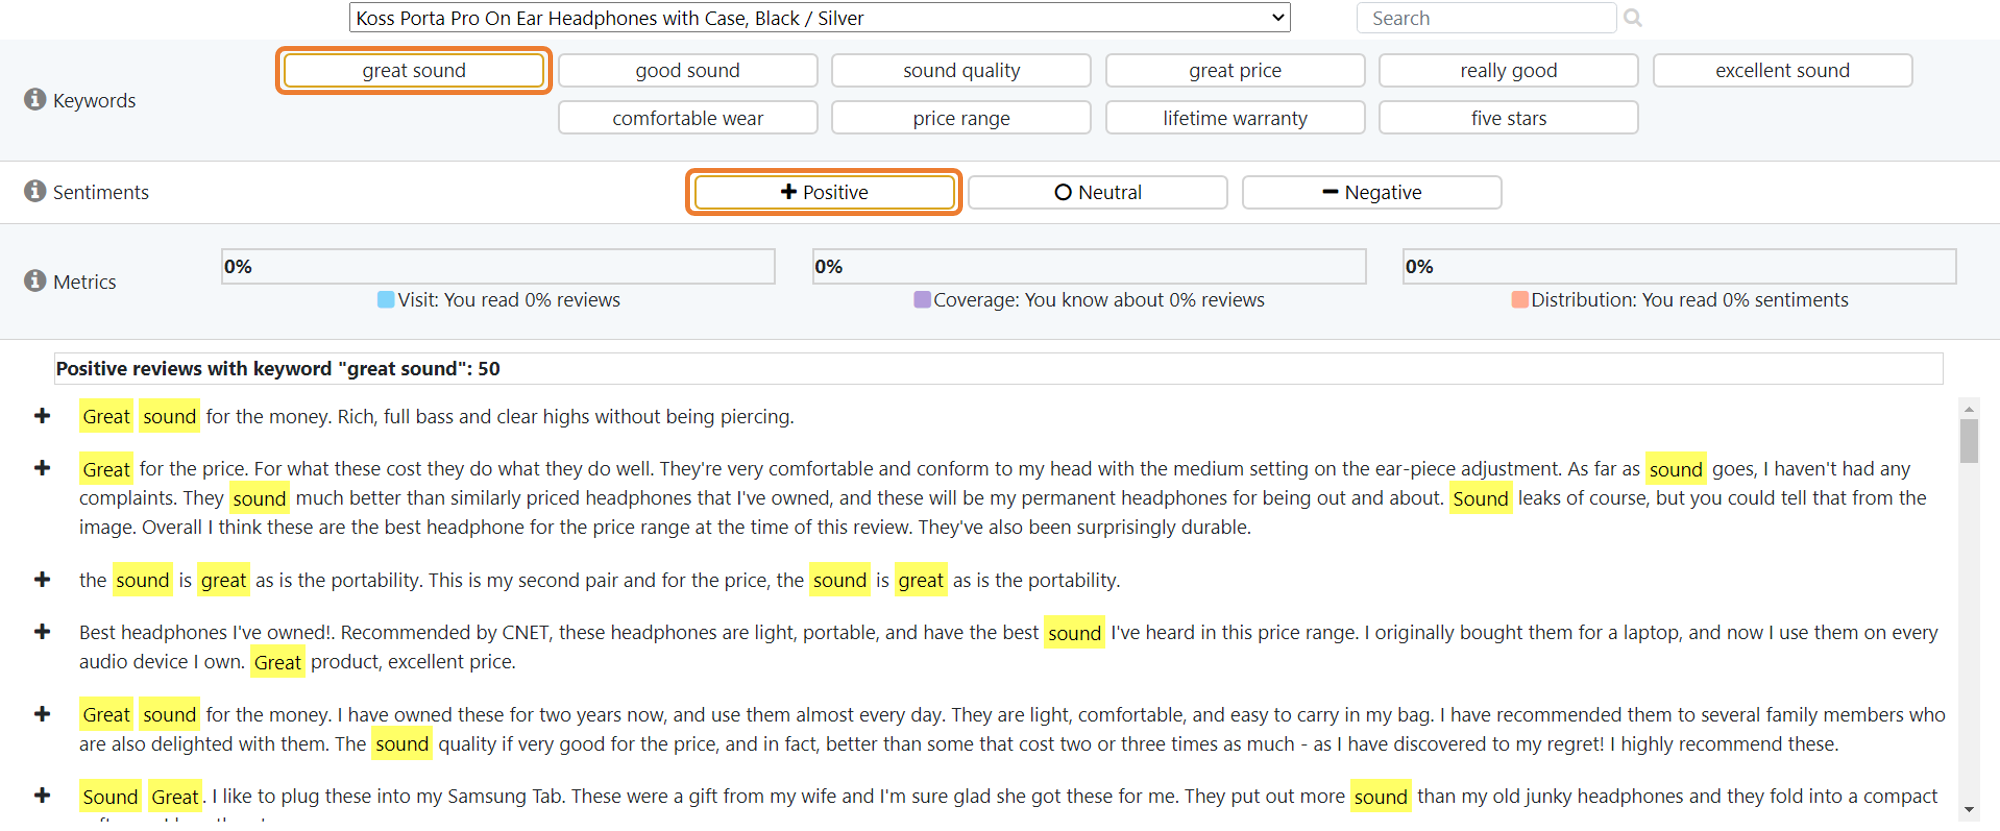 Koss Porta Pro On Ear Headphones with Case, Black / Silver
Search
great sound
good sound
sound quality
great price
really good
excellent sound
Keywords
comfortable wear
price range
lifetime warranty
five stars
Sentiments
Positive
Neutral
Negative
Metrics
0%
0%
0%
Visit: You read 0% reviews
Coverage: You know about 0% reviews
Distribution: You read 0% sentiments
Positive reviews with keyword "great sound": 50
Great sound for the money. Rich, full bass and clear highs without being piercing.
Great for the price. For what these cost they do what they do well. They're very comfortable and conform to my head with the medium setting on the ear-piece adjustment. As far as sound goes, I haven't had any
complaints. They sound much better than similarly priced headphones that I've owned, and these will be my permanent headphones for being out and about. Sound leaks of course, but you could tell that from the
image. Overall I think these are the best headphone for the price range at the time of this review. They've also been surprisingly durable.
the sound is great as is the portability. This is my second pair and for the price, the sound is great as is the portability.
Best headphones I've owned!. Recommended by CNET, these headphones are light, portable, and have the best sound I've heard in this price range. I originally bought them for a laptop, and now I use them on every
audio device I own. Great product, excellent price.
Great sound for the money. I have owned these for two years now, and use them almost every day. They are light, comfortable, and easy to carry in my bag. I have recommended them to several family members who
are also delighted with them. The sound quality if very good for the price, and in fact, better than some that cost two or three times as much - as I have discovered to my regret! I highly recommend these.
Sound Great. I like to plug these into my Samsung Tab. These were a gift from my wife and I'm sure glad she got these for me. They put out more sound than my old junky headphones and they fold into a compact